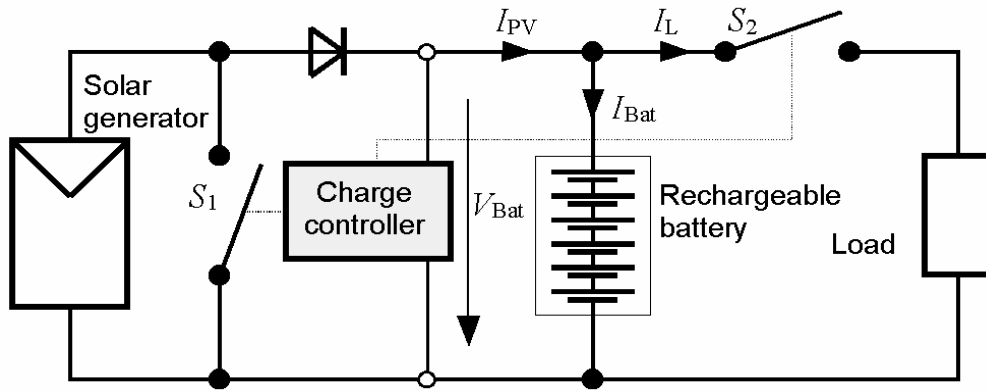 I_PV
I_L
S_2
Solar
generator
I_Bat
S_1
Charge
controller
V_Bat
Rechargeable
battery
Load